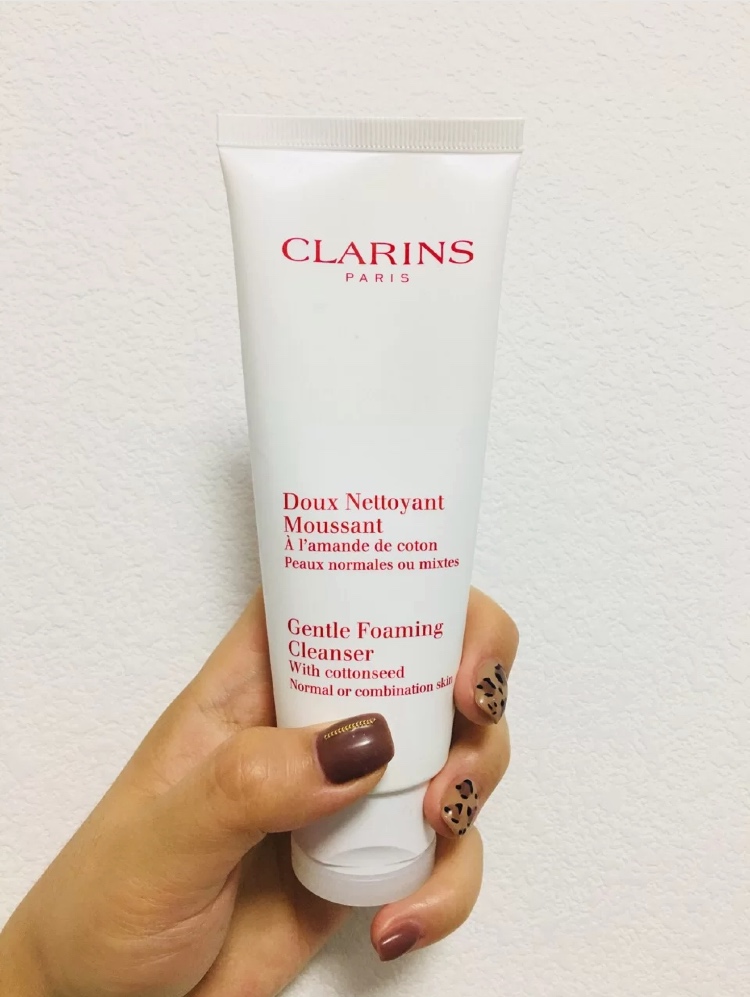 CLARINS
PARIS
Doux Nettoyant
Moussant
À l'amande de coton
Peaux normales ou mixtes
Gentle Foaming
Cleanser
With cottonseed
Normal or combination skin